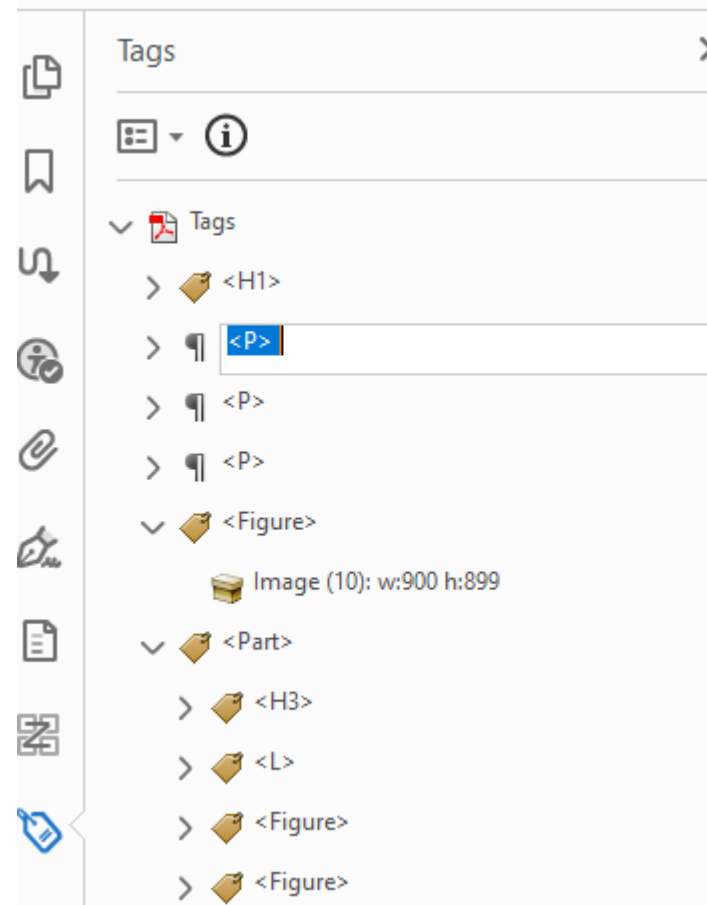 Tags
Tags
<H1>
<P>
<P>
<P>
<Figure>
Image (10): w:900 h:899
<Part>
<H3>
<L>
<Figure>
<Figure>